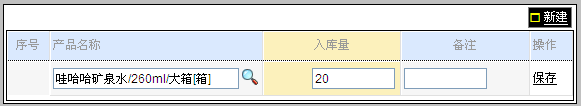 新建
序号 产品名称 入库量 备注 操作
哇哈哈矿泉水/260ml/大箱[箱] 20 保存